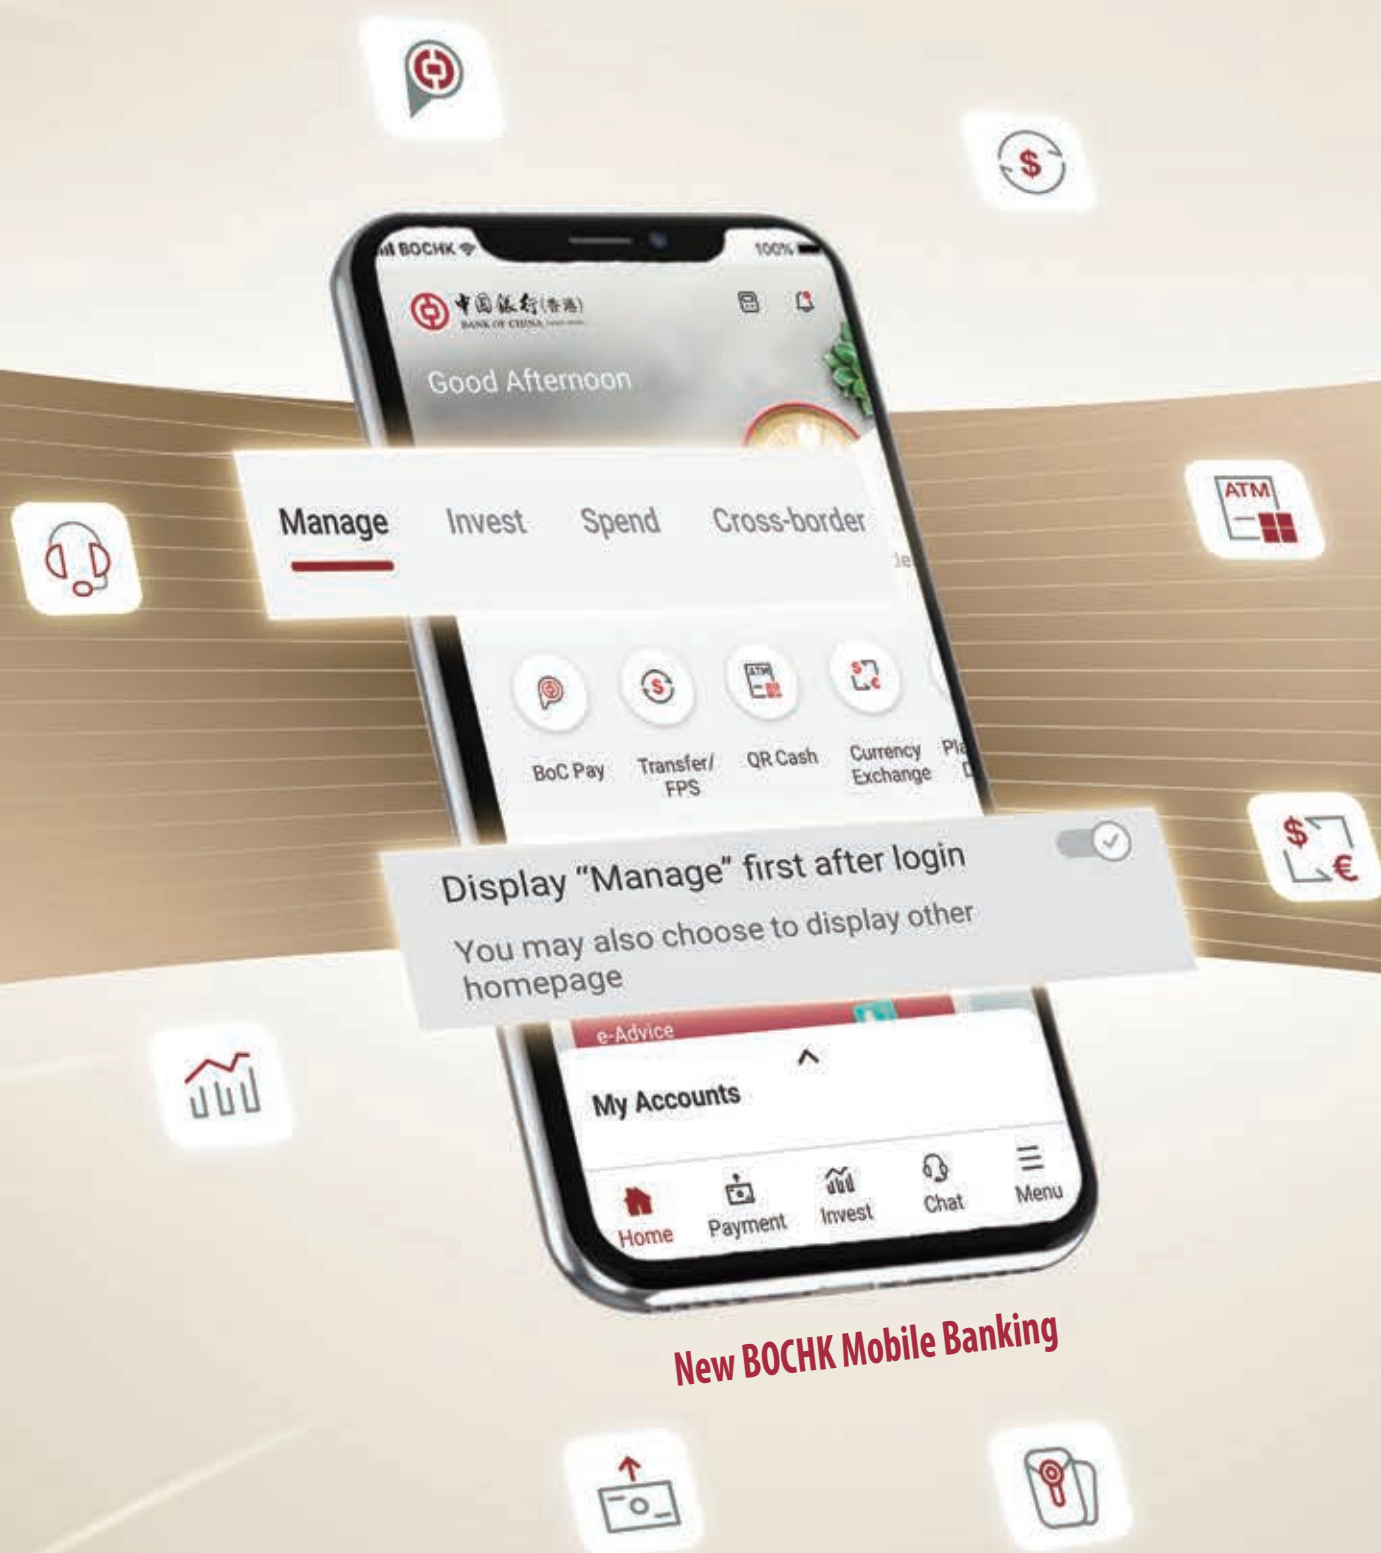 BOCHK
100%
中国银行(香港)
BANK OF CHINA
Good Afternoon
Manage Invest Spend Cross-border
BoC Pay
Transfer/
FPS
QR Cash
Currency
Exchange
Display “Manage” first after login
You may also choose to display other
homepage
e-Advice
My Accounts
Home Payment Invest Chat Menu
New BOCHK Mobile Banking
ATM